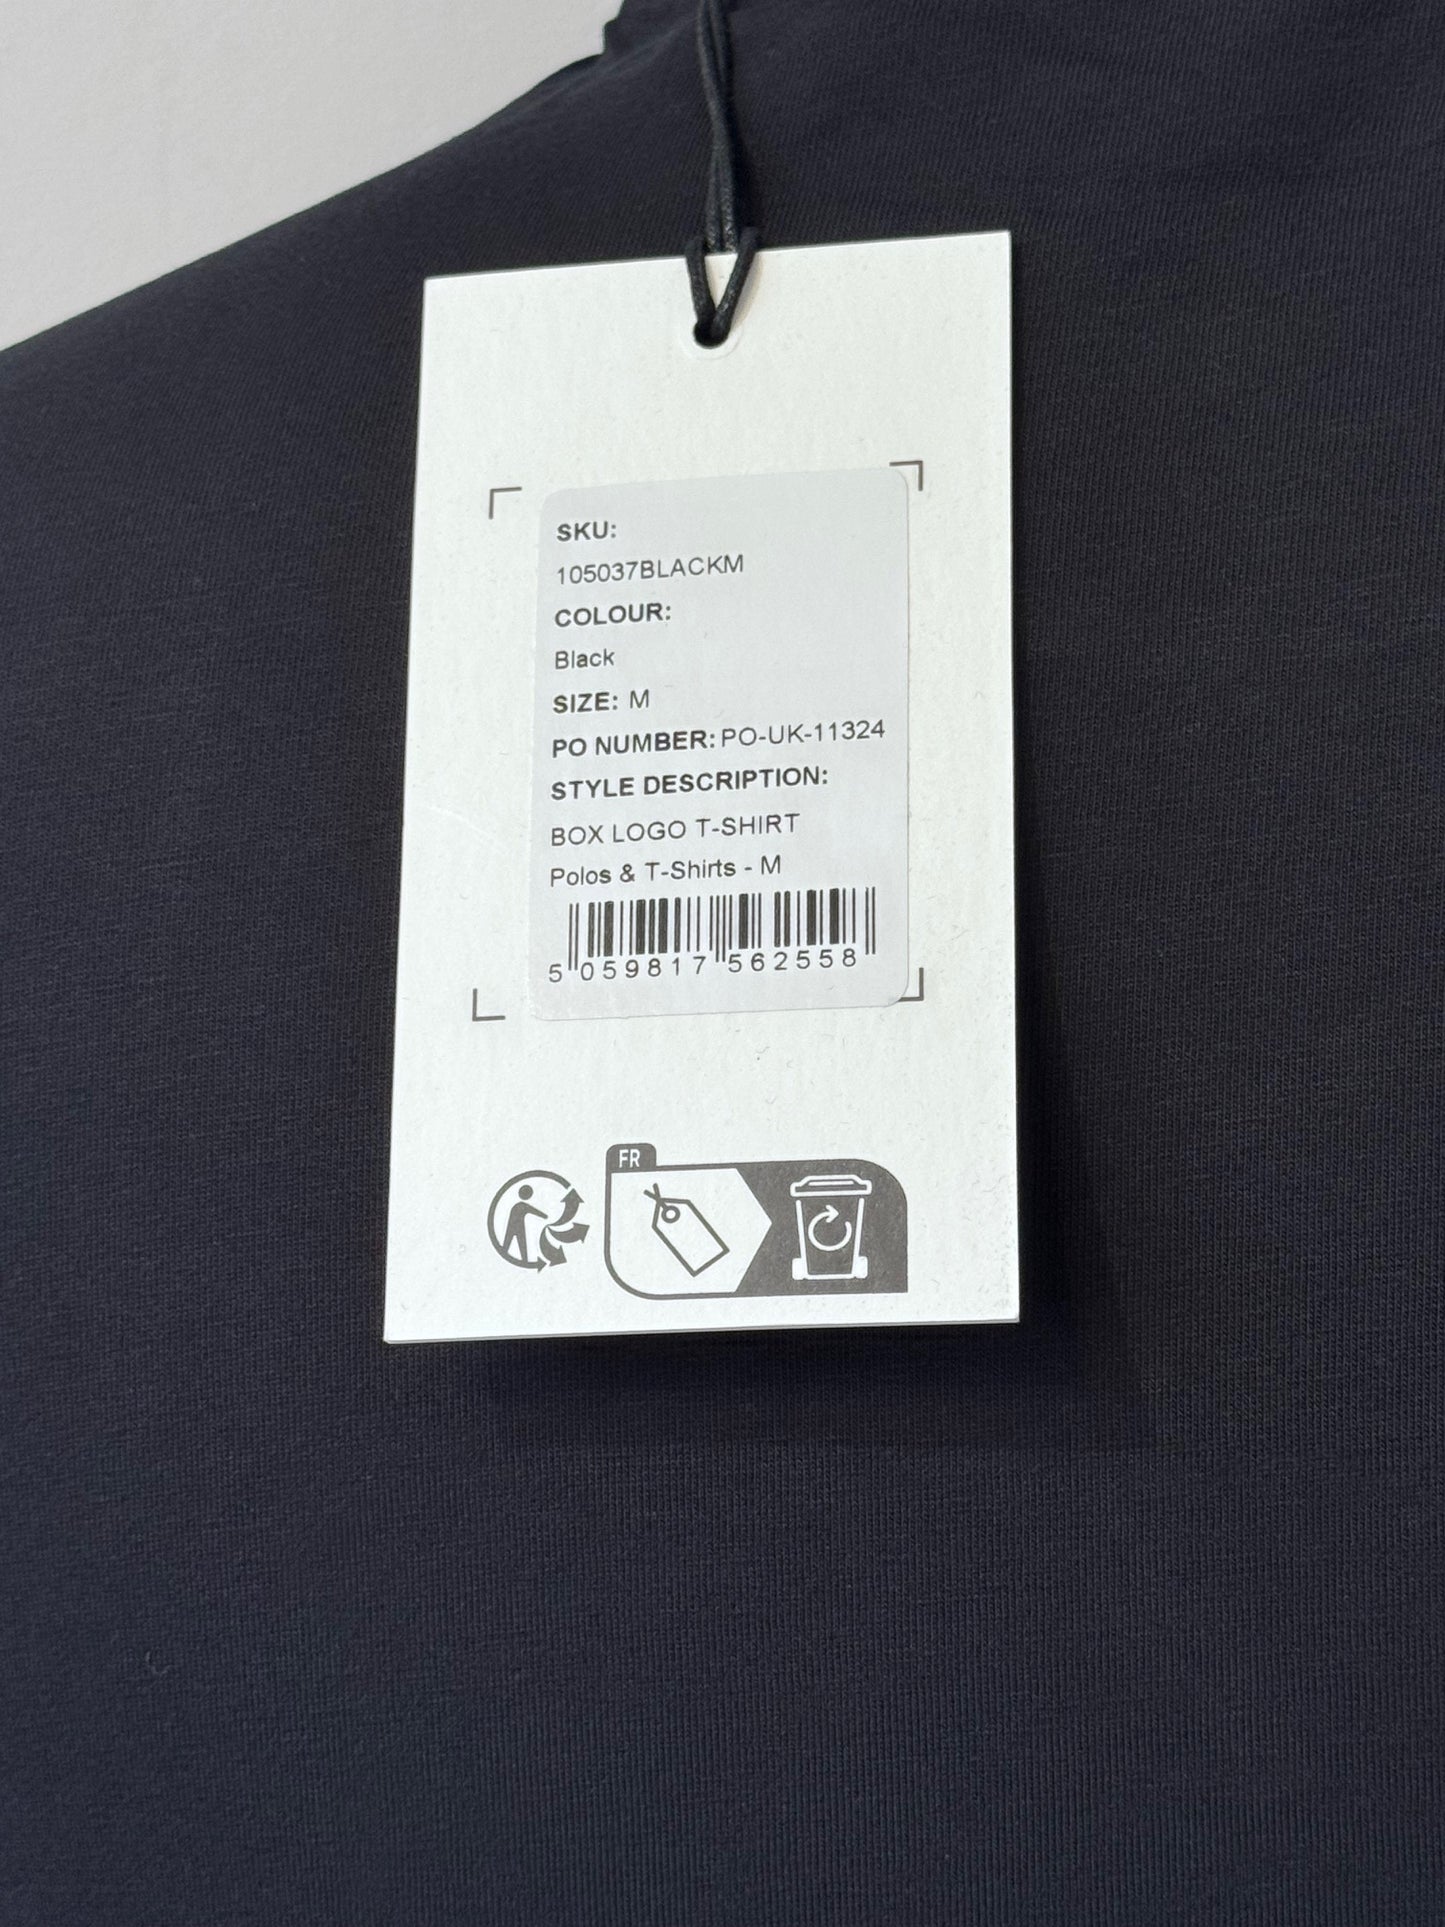 SKU:
105037BLACKM
COLOUR:
Black
SIZE: M
PO NUMBER: PO-UK-11324
STYLE DESCRIPTION:
BOX LOGO T-SHIRT
Polos & T-Shirts - M
5 059817 562558
FR